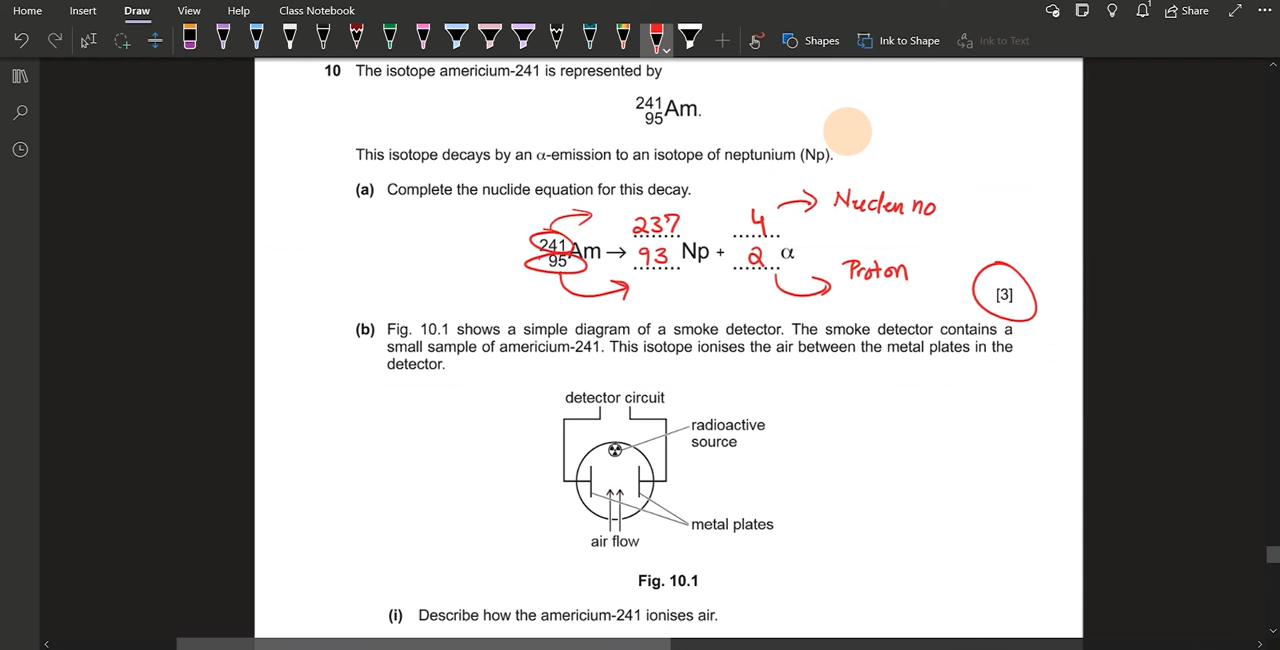 Home Insert Draw View Help Class Notebook
Share
Shapes Ink to Shape Ink to Text
10 The isotope americium-241 is represented by
241
95 Am.
This isotope decays by an α-emission to an isotope of neptunium (Np).
(a) Complete the nuclide equation for this decay.
Nuclen no
237 4
241
95 Am → 93 Np + 2 α
Proton
[3]
(b) Fig. 10.1 shows a simple diagram of a smoke detector. The smoke detector contains a
small sample of americium-241. This isotope ionises the air between the metal plates in the
detector.
detector circuit
radioactive
source
metal plates
air flow
Fig. 10.1
(i) Describe how the americium-241 ionises air.